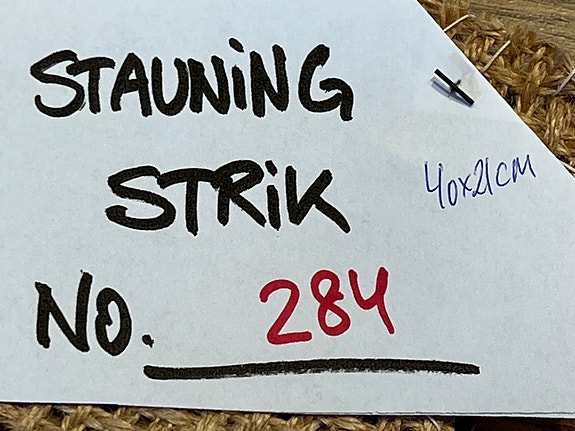 STAUNING
STRIK
40x21cm
NO. 284